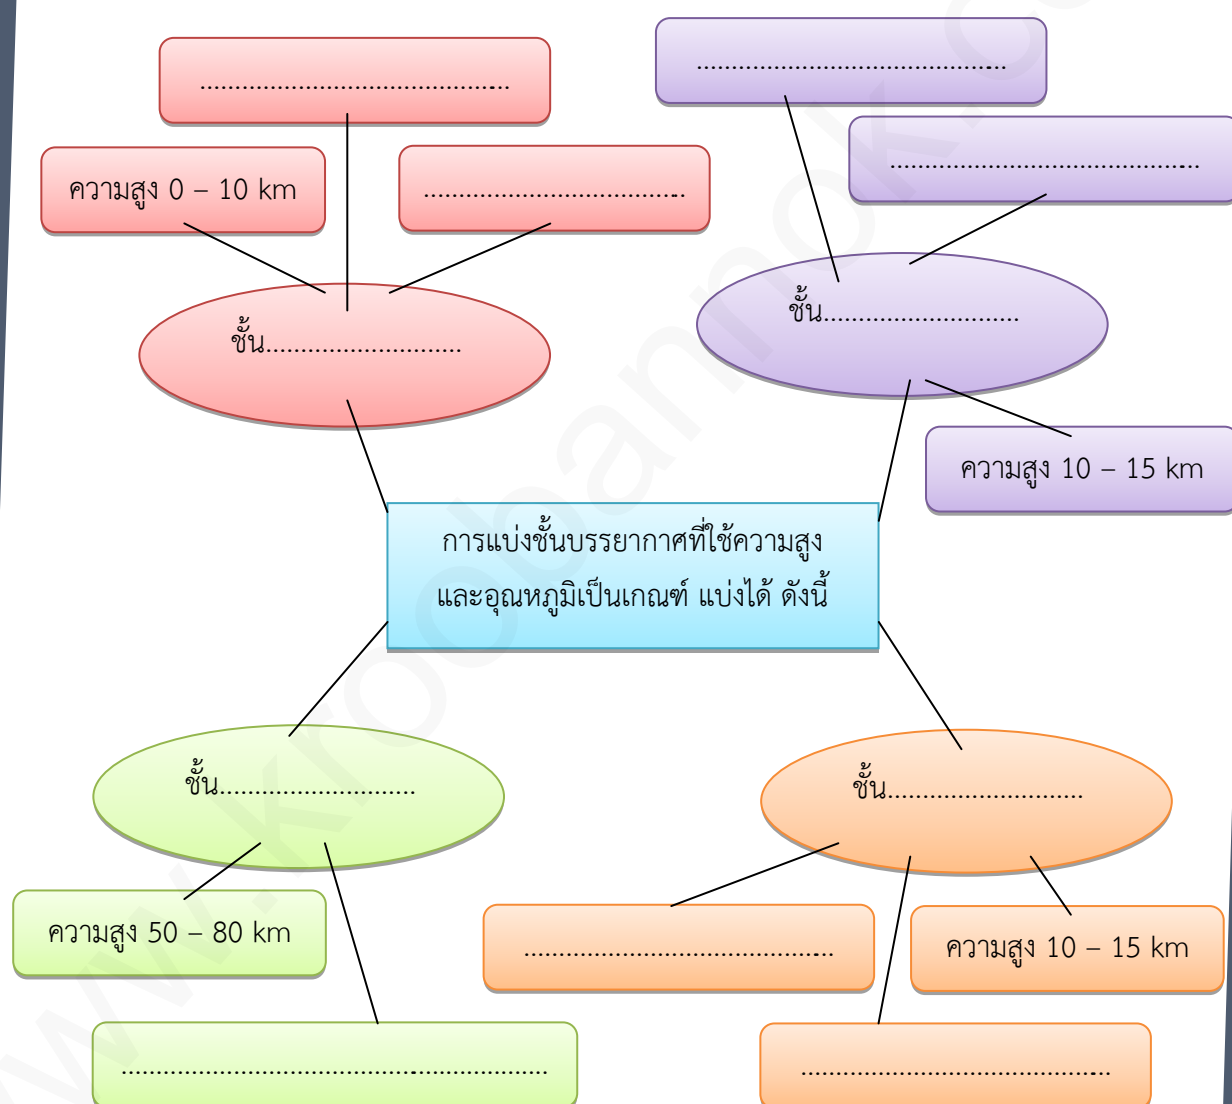 ..............................................
..............................................
ความสูง 0 – 10 km
.......................................
..............................................
ชั้น............................
ชั้น............................
ความสูง 10 – 15 km
การแบ่งชั้นบรรยากาศที่ใช้ความสูง
และอุณหภูมิเป็นเกณฑ์ แบ่งได้ ดังนี้
ชั้น............................
ชั้น............................
ความสูง 50 – 80 km
..............................................
ความสูง 10 – 15 km
...............................................................
..............................................
www.kroobannok.co